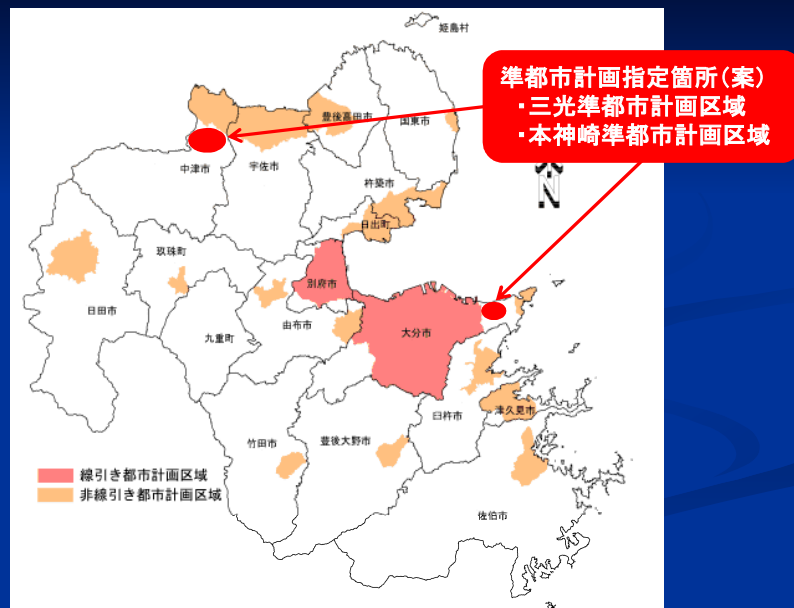 姫島村
準都市計画指定箇所(案)
・三光準都市計画区域
・本神崎準都市計画区域
豊後高田市
国東市
中津市
宇佐市
杵築市
N
日出町
玖珠町
別府市
日田市
由布市
大分市
九重町
臼杵市
津久見市
竹田市
豊後大野市
線引き都市計画区域
非線引き都市計画区域
佐伯市